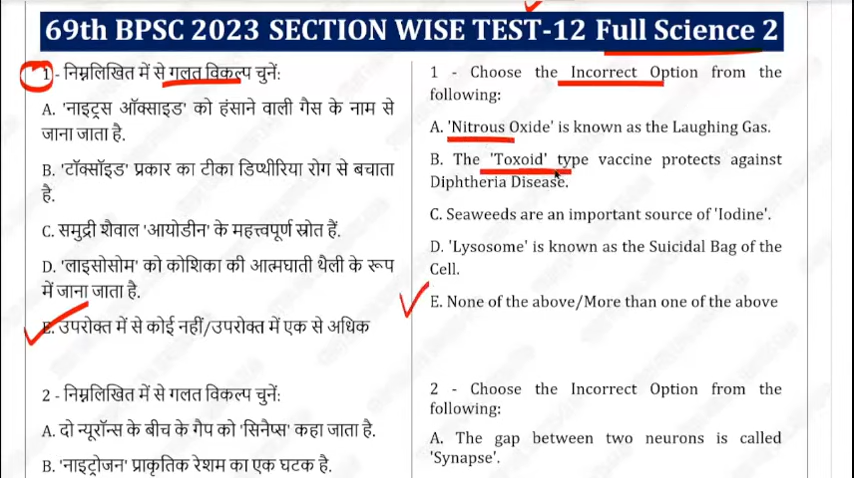 69th BPSC 2023 SECTION WISE TEST-12 Full Science 2
1 - निम्नलिखित में से गलत विकल्प चुनें:
A. 'नाइट्रस ऑक्साइड' को हंसाने वाली गैस के नाम से
जाना जाता है.
B. 'टॉक्सॉइड' प्रकार का टीका डिप्थीरिया रोग से बचाता
है.
C. समुद्री शैवाल 'आयोडीन' के महत्त्वपूर्ण स्रोत हैं.
D. 'लाइसोसोम' को कोशिका की आत्मघाती थैली के रूप
में जाना जाता है.
E. उपरोक्त में से कोई नहीं/उपरोक्त में एक से अधिक
2 - निम्नलिखित में से गलत विकल्प चुनें:
A. दो न्यूरॉन्स के बीच के गैप को 'सिनैप्स' कहा जाता है.
B. 'नाइट्रोजन' प्राकृतिक रेशम का एक घटक है.
1 - Choose the Incorrect Option from the
following:
A. 'Nitrous Oxide' is known as the Laughing Gas.
B. The 'Toxoid' type vaccine protects against
Diphtheria Disease.
C. Seaweeds are an important source of 'Iodine'.
D. 'Lysosome' is known as the Suicidal Bag of the
Cell.
E. None of the above/More than one of the above
2 - Choose the Incorrect Option from the
following:
A. The gap between two neurons is called
'Synapse'.